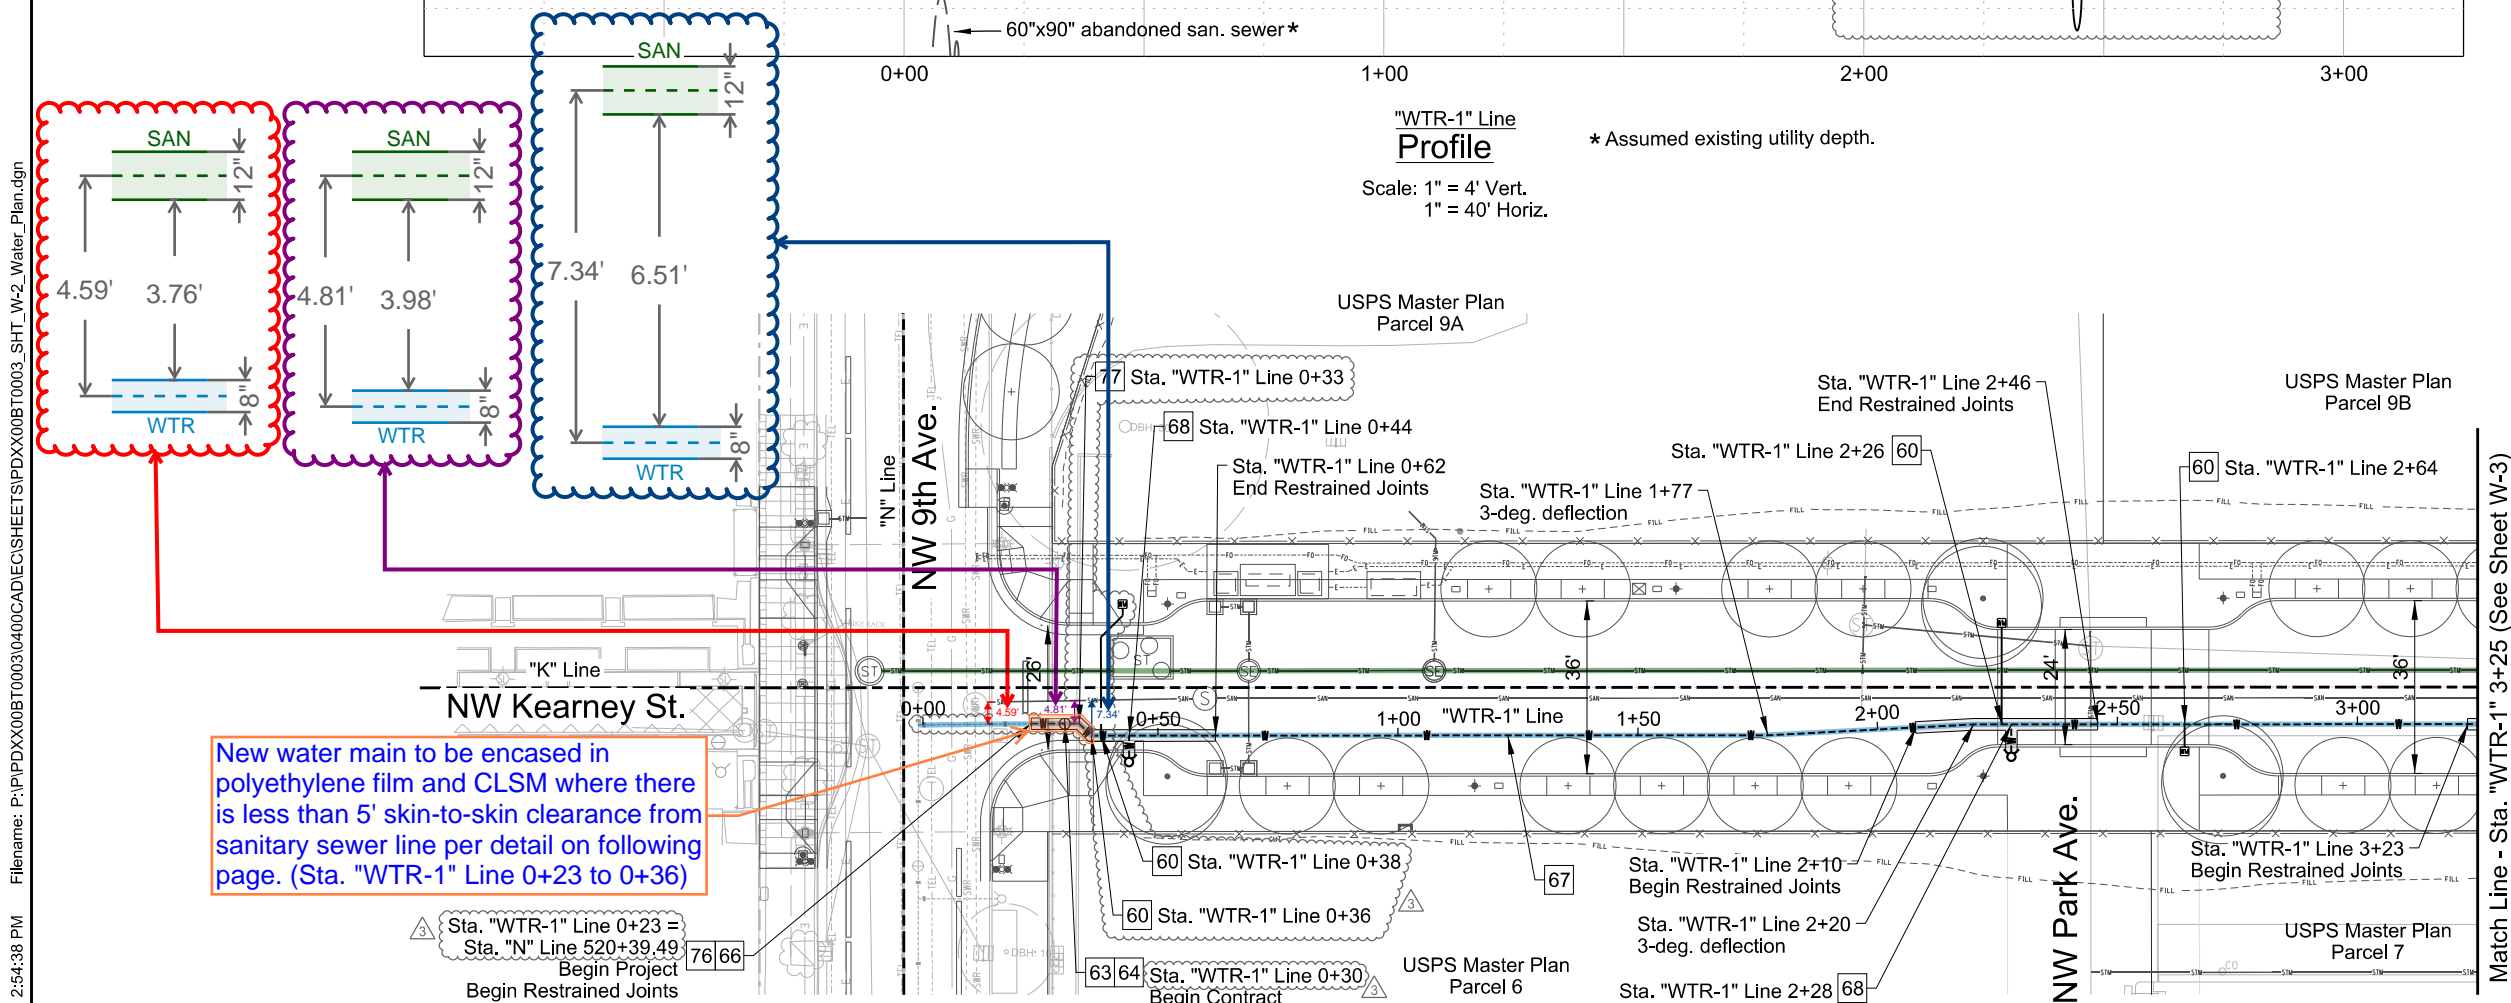 60"x90" abandoned san. sewer*
0+00
1+00
2+00
3+00
"WTR-1" Line
Profile
* Assumed existing utility depth.
Scale: 1" = 4' Vert.
1" = 40' Horiz.
SAN
12"
4.59'
3.76'
8"
WTR
SAN
12"
4.81'
3.98'
8"
WTR
SAN
12"
7.34'
6.51'
8"
WTR
2:54:38 PM Filename: P:\P\PDXX00BT0003\0400CAD\EC\SHEETS\PDXX00BT0003_SHT_W-2_Water_Plan.dgn
USPS Master Plan
Parcel 9A
77 Sta. "WTR-1" Line 0+33
68 Sta. "WTR-1" Line 0+44
Sta. "WTR-1" Line 0+62
End Restrained Joints
Sta. "WTR-1" Line 1+77
3-deg. deflection
Sta. "WTR-1" Line 2+46
End Restrained Joints
Sta. "WTR-1" Line 2+26 60
USPS Master Plan
Parcel 9B
60 Sta. "WTR-1" Line 2+64
"N" Line
NW 9th Ave.
"K" Line
NW Kearney St.
26'
36'
24'
36'
0+00
4.59'
4.81'
7.34'
0+50
1+00
"WTR-1" Line
1+50
2+00
2+50
3+00
New water main to be encased in
polyethylene film and CLSM where there
is less than 5' skin-to-skin clearance from
sanitary sewer line per detail on following
page. (Sta. "WTR-1" Line 0+23 to 0+36)
3
Sta. "WTR-1" Line 0+23 =
Sta. "N" Line 520+39.49
Begin Project
Begin Restrained Joints
76 66
60 Sta. "WTR-1" Line 0+38
60 Sta. "WTR-1" Line 0+36
3
63 64 Sta. "WTR-1" Line 0+30
Begin Contract
3
67
USPS Master Plan
Parcel 6
Sta. "WTR-1" Line 2+10
Begin Restrained Joints
Sta. "WTR-1" Line 2+20
3-deg. deflection
Sta. "WTR-1" Line 2+28 68
NW Park Ave.
Sta. "WTR-1" Line 3+23
Begin Restrained Joints
USPS Master Plan
Parcel 7
Match Line - Sta. "WTR-1" 3+25 (See Sheet W-3)